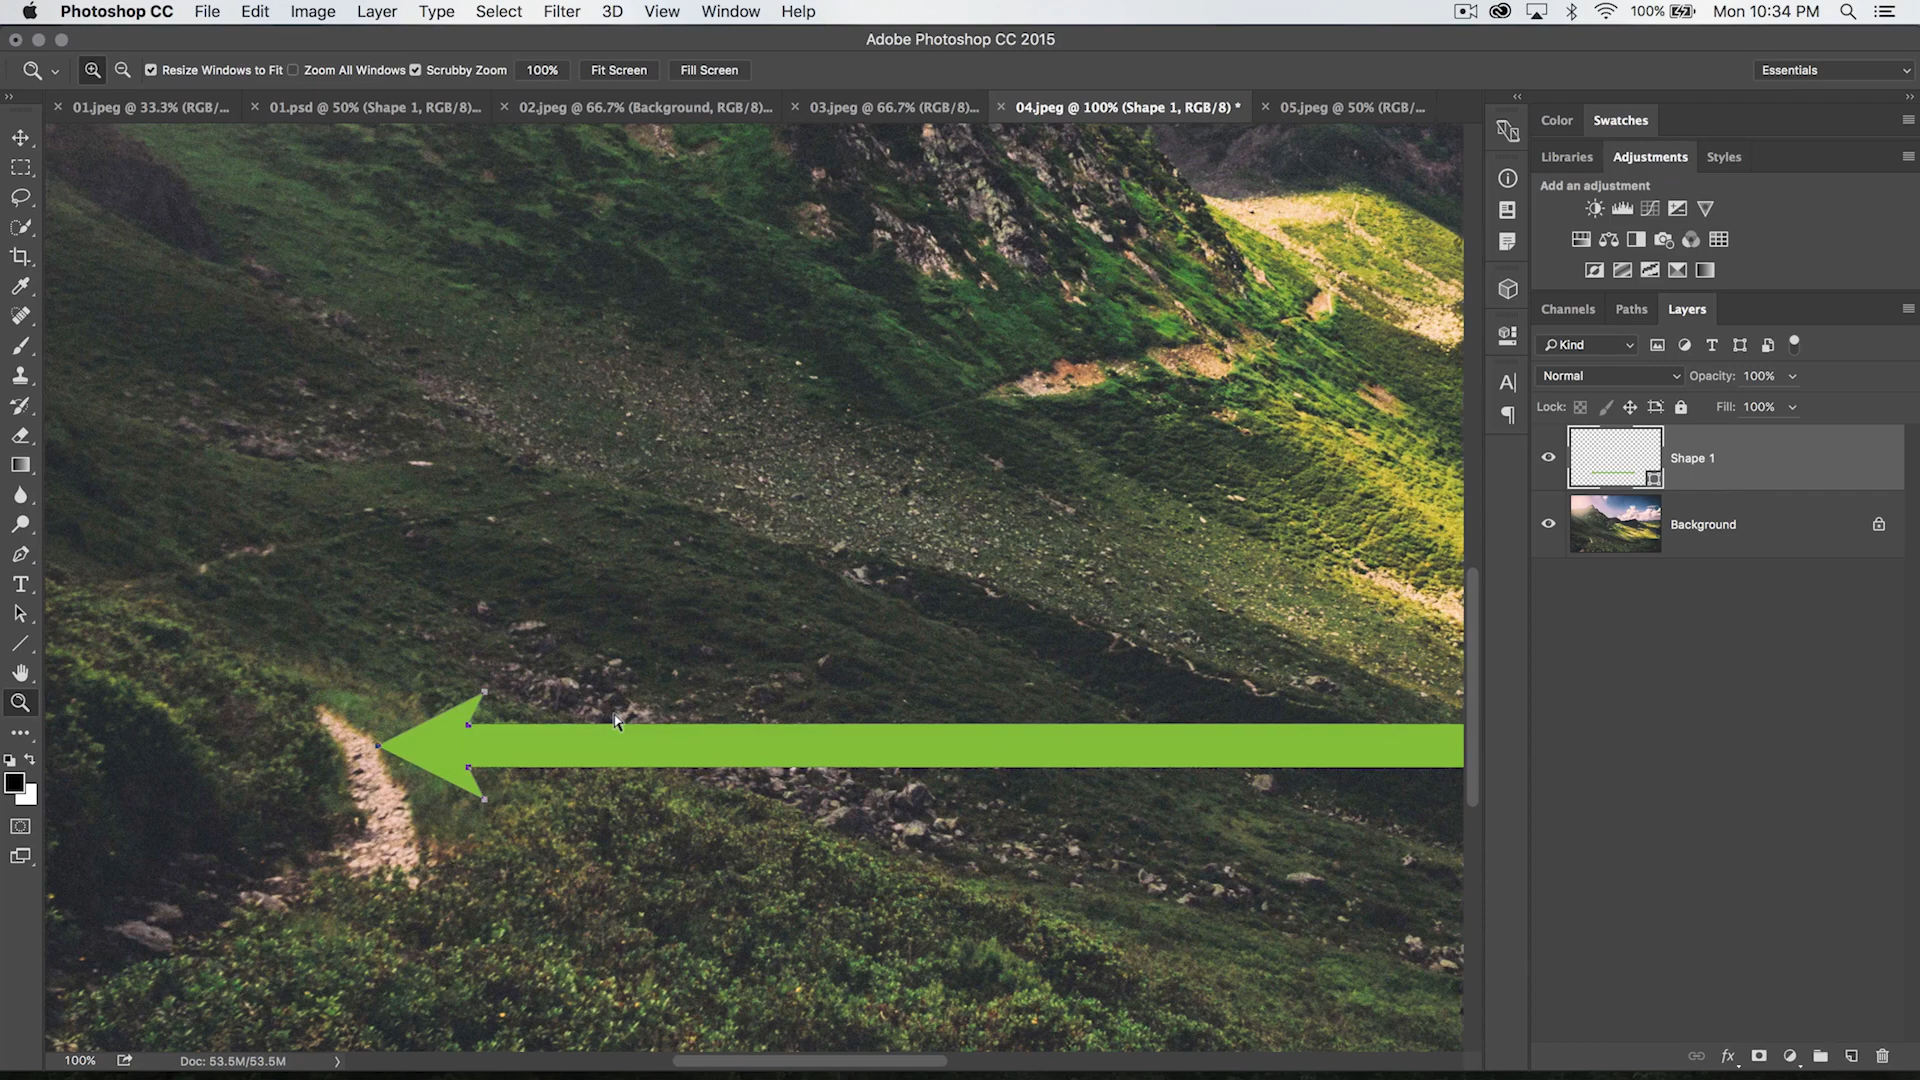 Photoshop CC File Edit Image Layer Type Select Filter 3D View Window Help 100% Mon 10:34 PM
Adobe Photoshop CC 2015
Resize Windows to Fit Zoom All Windows Scrubby Zoom 100% Fit Screen Fill Screen Essentials
01.jpeg @ 33.3% (RGB/... 01.psd @ 50% (Shape 1, RGB/8)... 02.jpeg @ 66.7% (Background, RGB/8)... 03.jpeg @ 66.7% (RGB/8)... 04.jpeg @ 100% (Shape 1, RGB/8) * 05.jpeg @ 50% (RGB/...
Color Swatches
Libraries Adjustments Styles
Add an adjustment
Channels Paths Layers
Kind
Normal Opacity: 100%
Lock: Fill: 100%
Shape 1
Background
100% Doc: 53.5M/53.5M